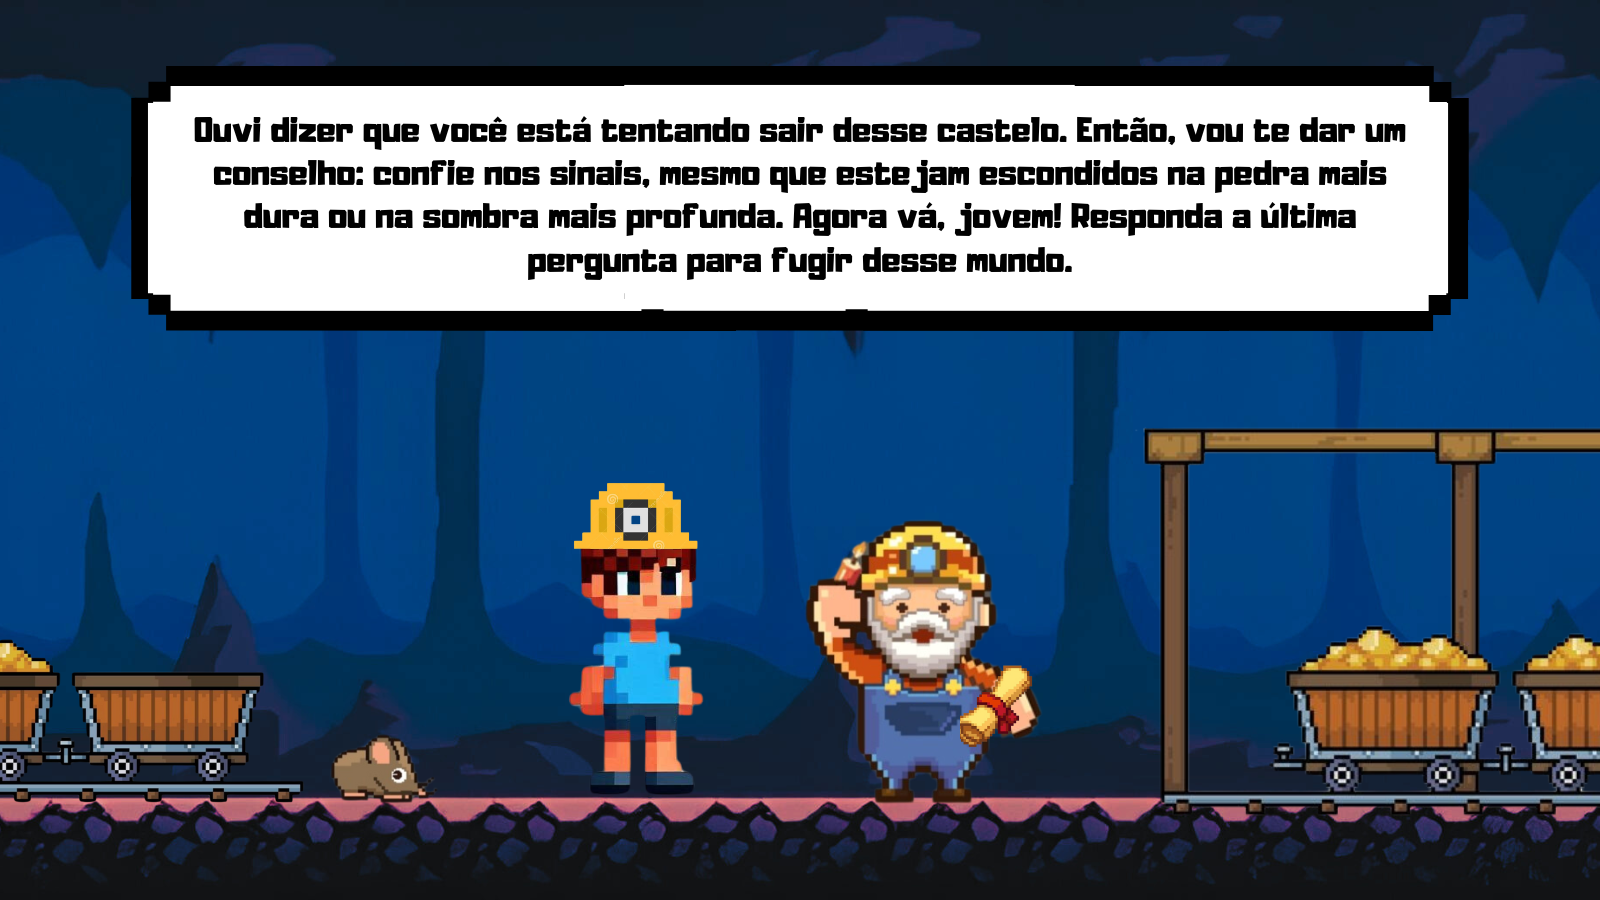 Ouvi dizer que você está tentando sair desse castelo. Então, vou te dar um
conselho: confie nos sinais, mesmo que estejam escondidos na pedra mais
dura ou na sombra mais profunda. Agora vá, jovem! Responda a última
pergunta para fugir desse mundo.